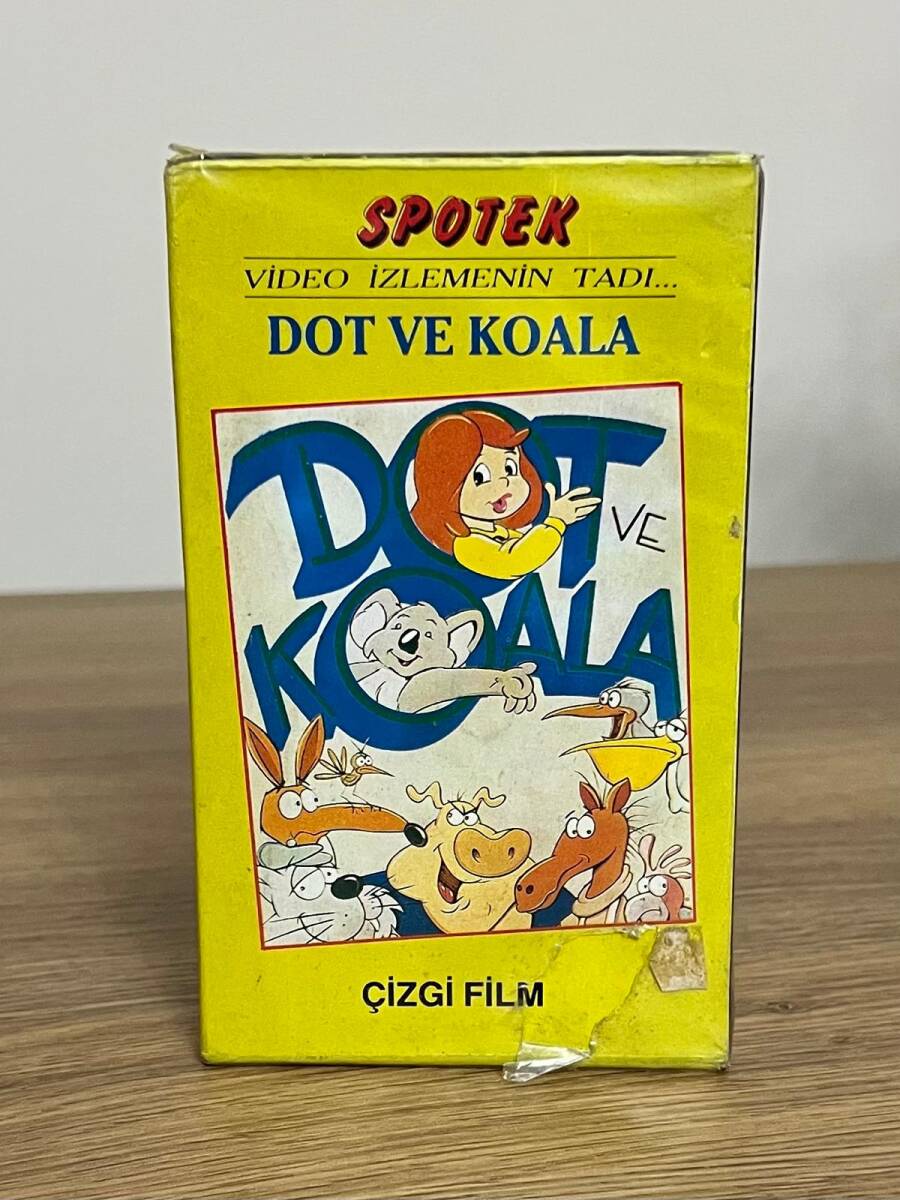 SPOTEK
VİDEO İZLEMENİN TADI...
DOT VE KOALA
DOT
VE
KOALA
ÇİZGİ FİLM